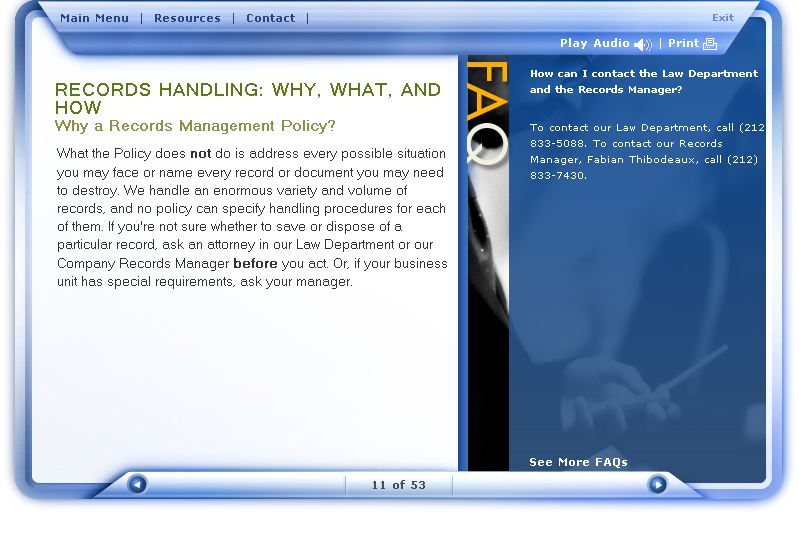 Main Menu | Resources | Contact |
Exit
Play Audio | Print
RECORDS HANDLING: WHY, WHAT, AND
HOW
Why a Records Management Policy?
What the Policy does not do is address every possible situation
you may face or name every record or document you may need
to destroy. We handle an enormous variety and volume of
records, and no policy can specify handling procedures for each
of them. If you're not sure whether to save or dispose of a
particular record, ask an attorney in our Law Department or our
Company Records Manager before you act. Or, if your business
unit has special requirements, ask your manager.
FAQ
How can I contact the Law Department
and the Records Manager?
To contact our Law Department, call (212
833-5088. To contact our Records
Manager, Fabian Thibodeaux, call (212)
833-7430.
See More FAQs
11 of 53